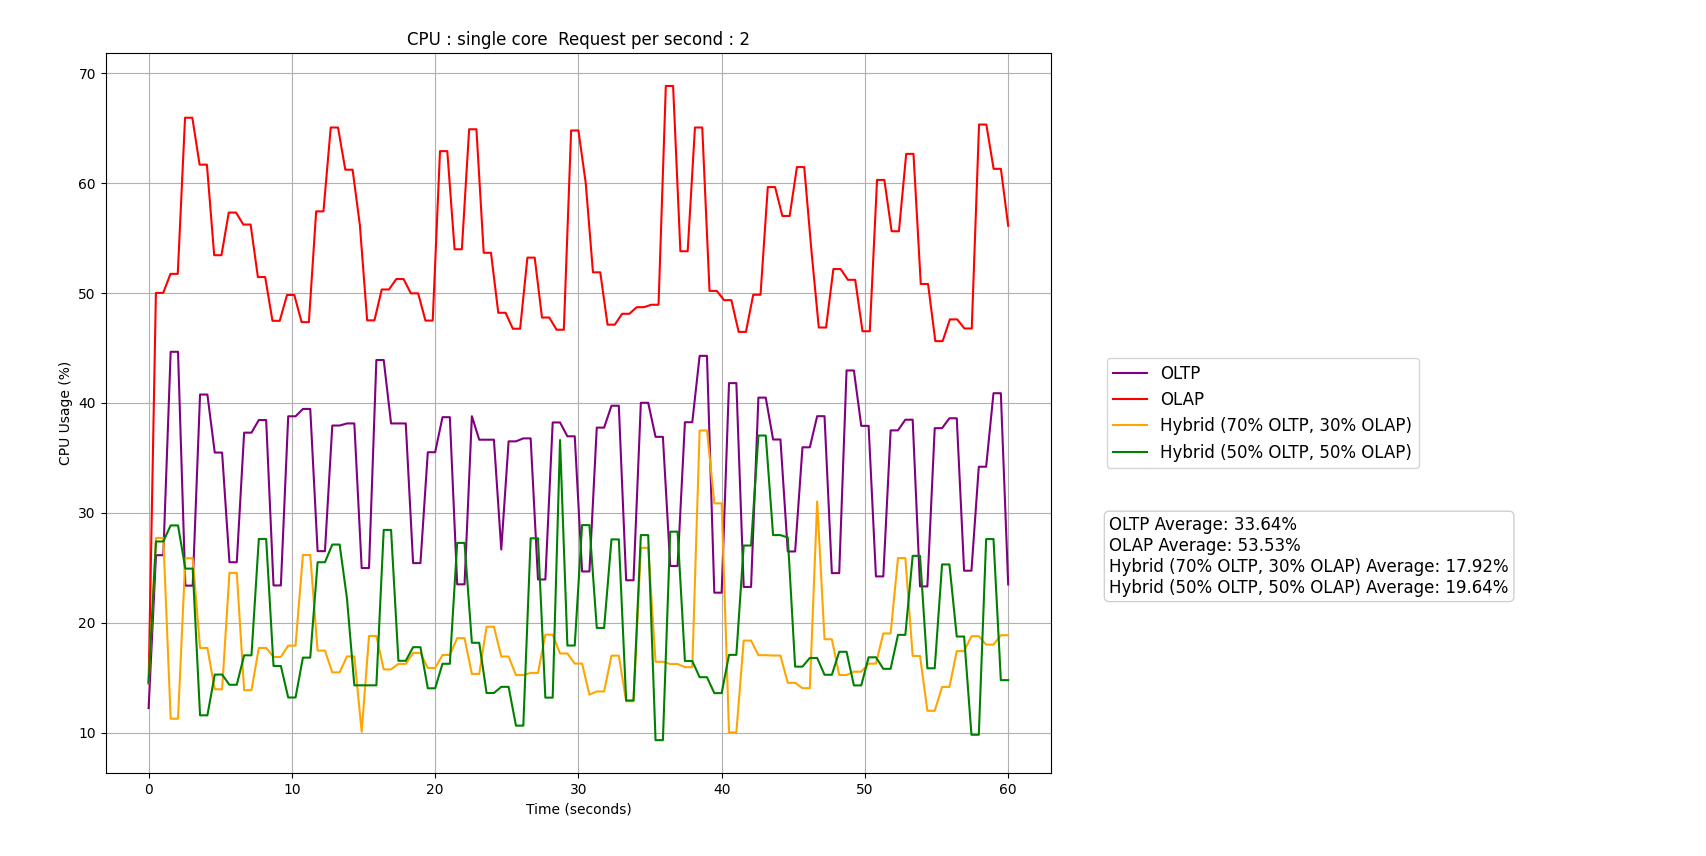 CPU : single core  Request per second : 2
70
60
50
40
30
20
10
CPU Usage (%)
0 10 20 30 40 50 60
Time (seconds)
OLTP
OLAP
Hybrid (70% OLTP, 30% OLAP)
Hybrid (50% OLTP, 50% OLAP)
OLTP Average: 33.64%
OLAP Average: 53.53%
Hybrid (70% OLTP, 30% OLAP) Average: 17.92%
Hybrid (50% OLTP, 50% OLAP) Average: 19.64%